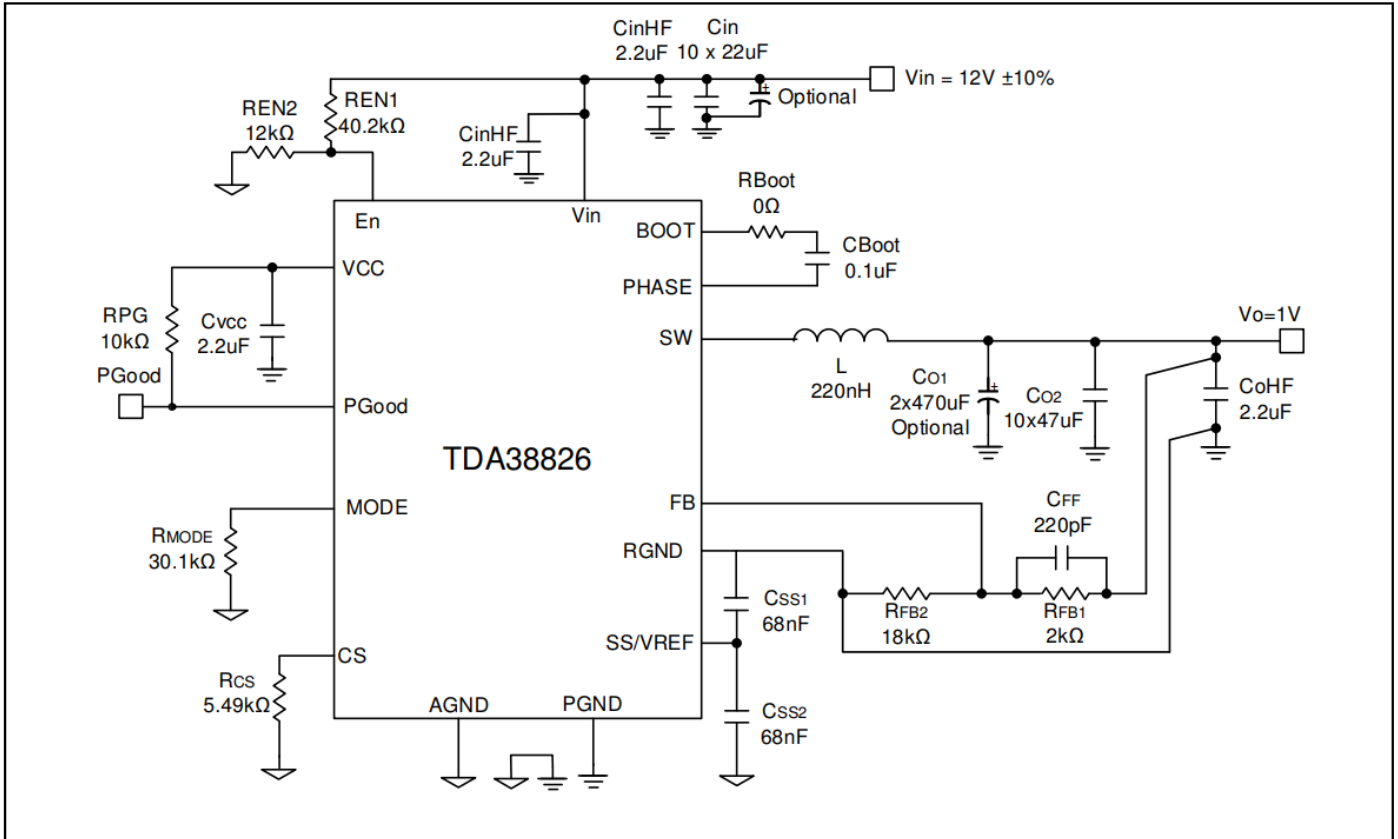 CinHF
2.2uF
Cin
10 x 22uF
Vin = 12V ±10%
Optional
REN2
12kΩ
REN1
40.2kΩ
CinHF
2.2uF
En
Vin
RBoot
0Ω
BOOT
CBoot
0.1uF
PHASE
VCC
RPG
10kΩ
Cvcc
2.2uF
PGood
PGood
SW
L
220nH
Vo=1V
CO1
2x470uF
Optional
CO2
10x47uF
CoHF
2.2uF
TDA38826
MODE
RMODE
30.1kΩ
FB
RGND
CFF
220pF
RFB2
18kΩ
RFB1
2kΩ
CSS1
68nF
SS/VREF
CS
RCS
5.49kΩ
AGND
PGND
CSS2
68nF